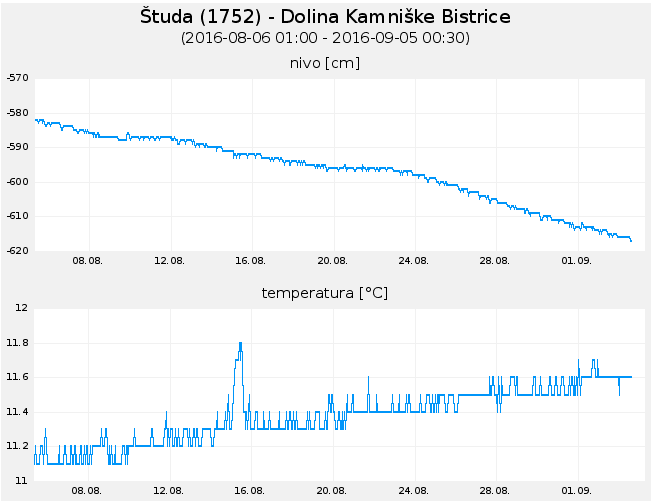 Študa (1752) - Dolina Kamniške Bistrice
(2016-08-06 01:00 - 2016-09-05 00:30)
nivo [cm]
-570
-580
-590
-600
-610
-620
08.08. 12.08. 16.08. 20.08. 24.08. 28.08. 01.09.
temperatura [°C]
12
11.8
11.6
11.4
11.2
11
08.08. 12.08. 16.08. 20.08. 24.08. 28.08. 01.09.